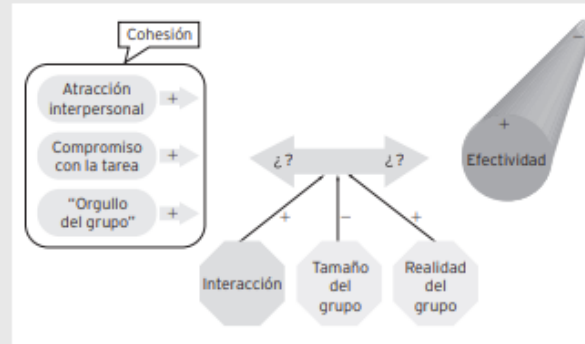 Cohesión
Atracción
interpersonal
+
Compromiso
con la tarea
+
“Orgullo
del grupo”
+
¿?
¿?
+
−
+
Interacción
Tamaño
del
grupo
Realidad
del
grupo
−
+
Efectividad